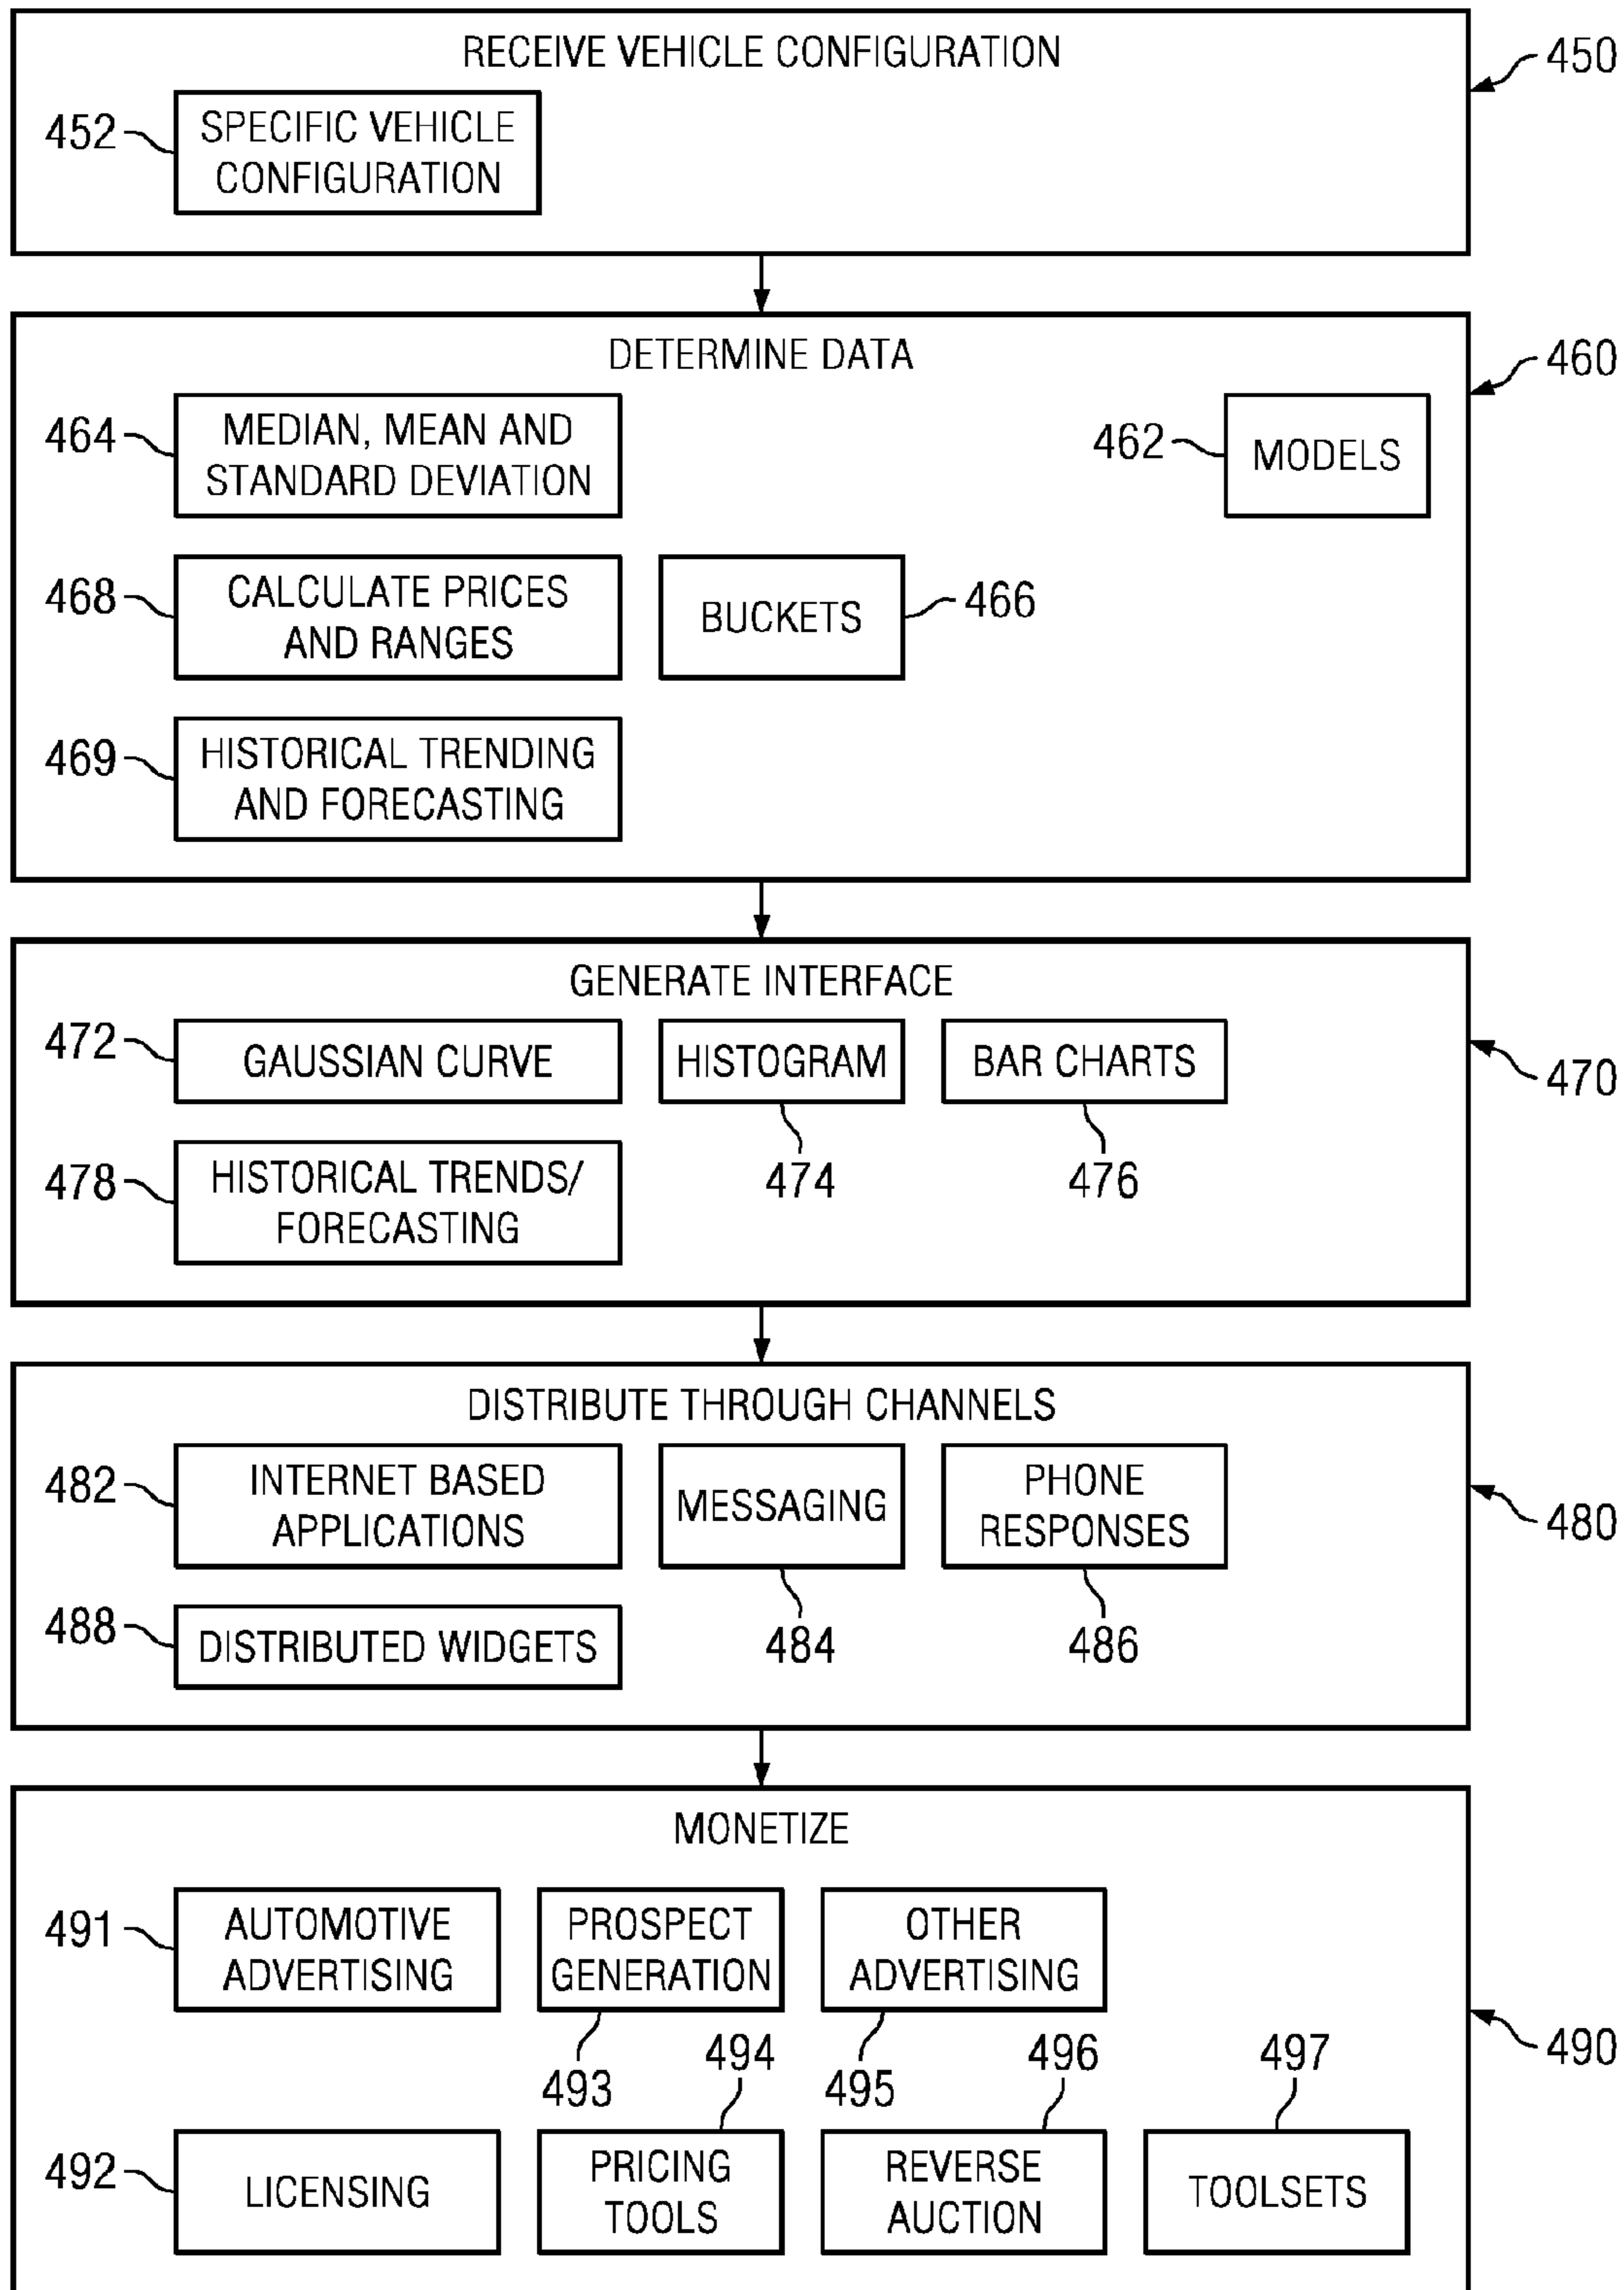 RECEIVE VEHICLE CONFIGURATION
450
452
SPECIFIC VEHICLE
CONFIGURATION
DETERMINE DATA
460
464
MEDIAN, MEAN AND
STANDARD DEVIATION
462
MODELS
468
CALCULATE PRICES
AND RANGES
BUCKETS
466
469
HISTORICAL TRENDING
AND FORECASTING
GENERATE INTERFACE
472
GAUSSIAN CURVE
HISTOGRAM
BAR CHARTS
470
478
HISTORICAL TRENDS/
FORECASTING
474
476
DISTRIBUTE THROUGH CHANNELS
482
INTERNET BASED
APPLICATIONS
MESSAGING
PHONE
RESPONSES
480
488
DISTRIBUTED WIDGETS
484
486
MONETIZE
491
AUTOMOTIVE
ADVERTISING
PROSPECT
GENERATION
OTHER
ADVERTISING
490
493
494
495
496
497
492
LICENSING
PRICING
TOOLS
REVERSE
AUCTION
TOOLSETS